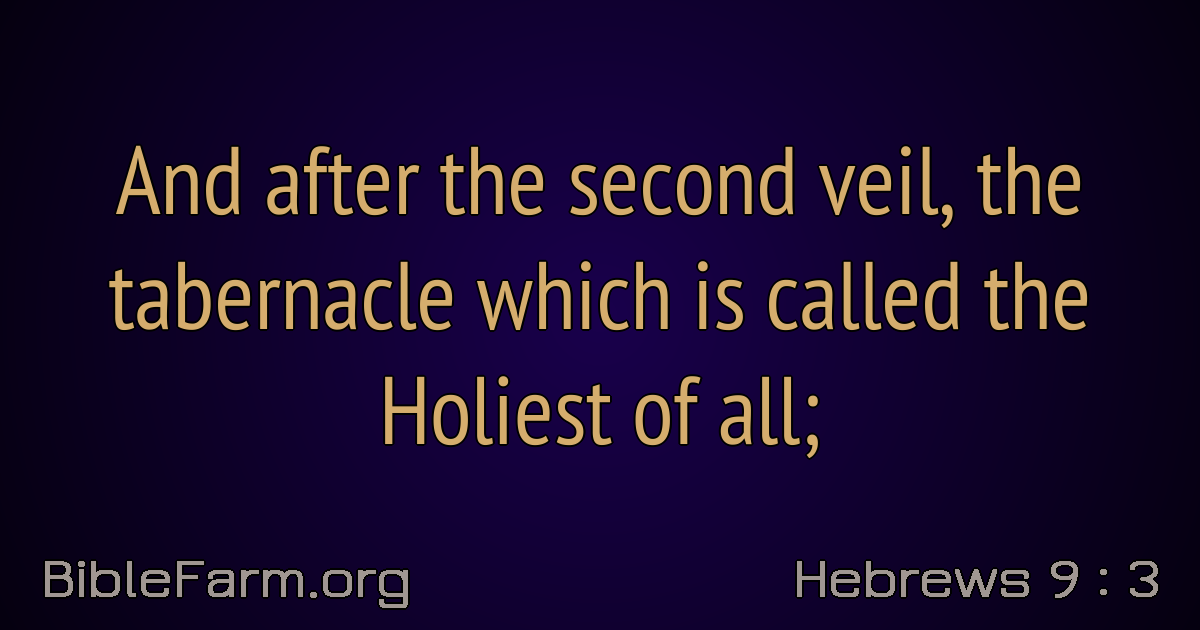 And after the second veil, the
tabernacle which is called the
Holiest of all;
BibleFarm.org
Hebrews 9 : 3